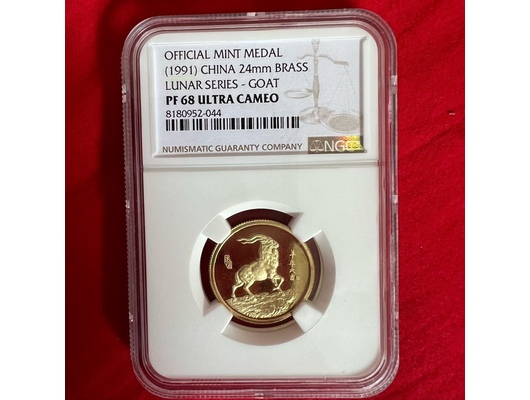 OFFICIAL MINT MEDAL
(1991) CHINA 24mm BRASS
LUNAR SERIES - GOAT
PF 68 ULTRA CAMEO
8180952-044
NUMISMATIC GUARANTY COMPANY
NGC